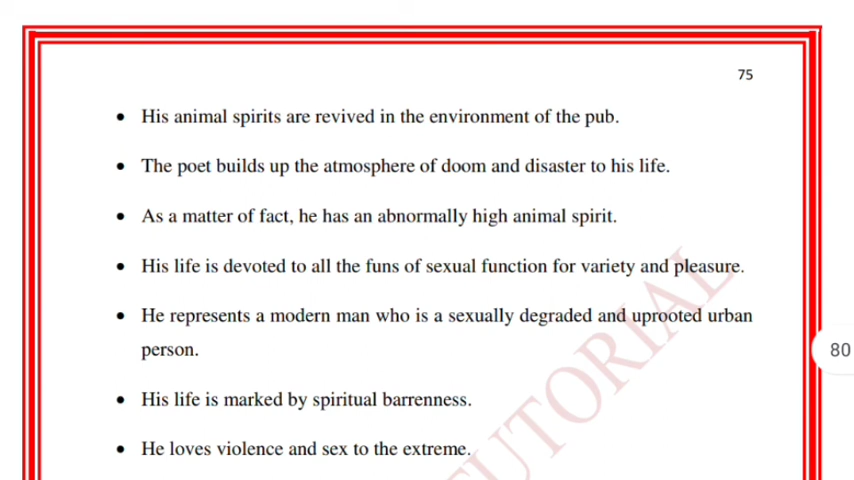 75
• His animal spirits are revived in the environment of the pub.
• The poet builds up the atmosphere of doom and disaster to his life.
• As a matter of fact, he has an abnormally high animal spirit.
• His life is devoted to all the funs of sexual function for variety and pleasure.
• He represents a modern man who is a sexually degraded and uprooted urban
person.
80
• His life is marked by spiritual barrenness.
• He loves violence and sex to the extreme.
TUTORIAL